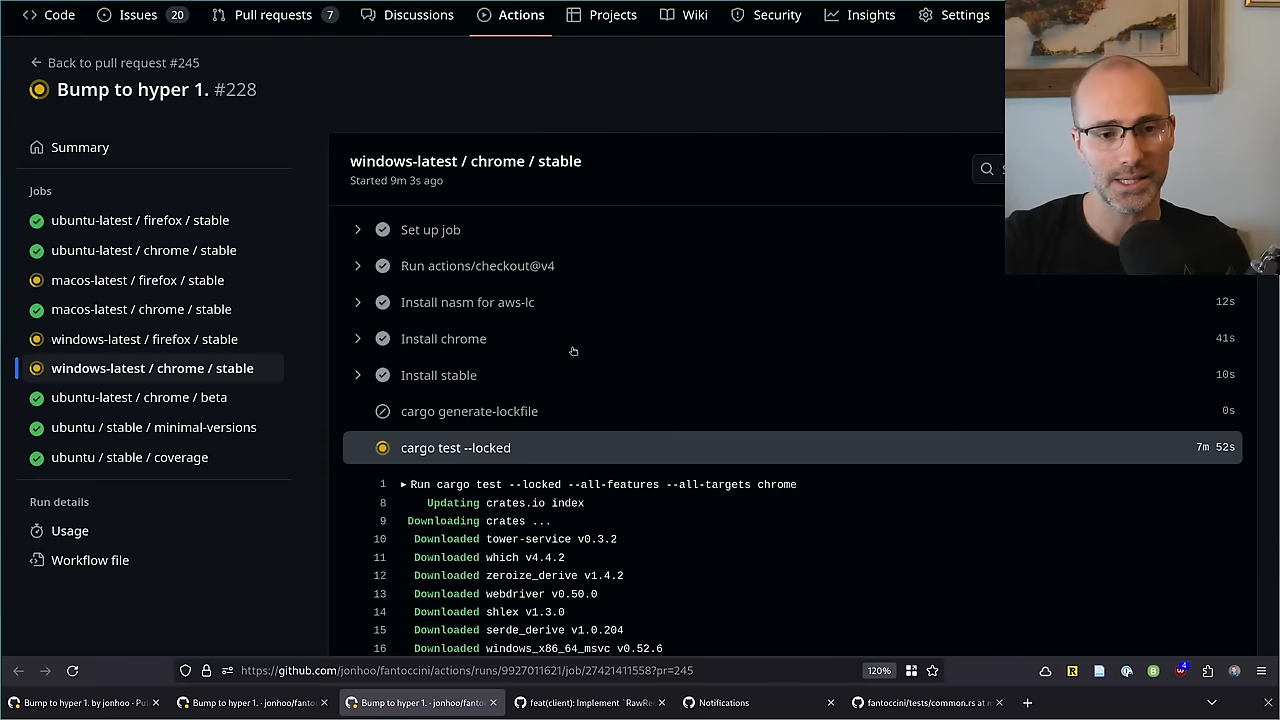 Code Issues 20 Pull requests 7 Discussions Actions Projects Wiki Security Insights Settings
Back to pull request #245
Bump to hyper 1. #228
Summary
Jobs
ubuntu-latest / firefox / stable
ubuntu-latest / chrome / stable
macos-latest / firefox / stable
macos-latest / chrome / stable
windows-latest / firefox / stable
windows-latest / chrome / stable
ubuntu-latest / chrome / beta
ubuntu / stable / minimal-versions
ubuntu / stable / coverage
Run details
Usage
Workflow file
windows-latest / chrome / stable
Started 9m 3s ago
Set up job
Run actions/checkout@v4
Install nasm for aws-lc 12s
Install chrome 41s
Install stable 10s
cargo generate-lockfile 0s
cargo test --locked 7m 52s
1 Run cargo test --locked --all-features --all-targets chrome
8 Updating crates.io index
9 Downloading crates ...
10 Downloaded tower-service v0.3.2
11 Downloaded which v4.4.2
12 Downloaded zeroize_derive v1.4.2
13 Downloaded webdriver v0.50.0
14 Downloaded shlex v1.3.0
15 Downloaded serde_derive v1.0.204
16 Downloaded windows_x86_64_msvc v0.52.6
https://github.com/jonhoo/fantoccini/actions/runs/9927011621/job/27421411558?pr=245 120% 4
Bump to hyper 1. by jonhoo · Pul Bump to hyper 1. · jonhoo/fanto Bump to hyper 1. · jonhoo/fanto feat(client): Implement `RawRe Notifications fantoccini/tests/common.rs at